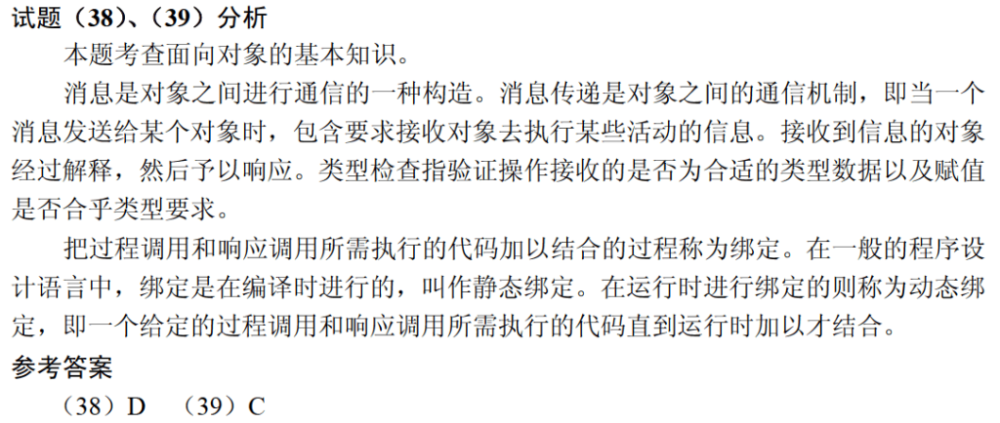 试题（38）、（39）分析
本题考查面向对象的基本知识。
消息是对象之间进行通信的一种构造。消息传递是对象之间的通信机制，即当一个
消息发送给某个对象时，包含要求接收对象去执行某些活动的信息。接收到信息的对象
经过解释，然后予以响应。类型检查指验证操作接收的是否为合适的类型数据以及赋值
是否合乎类型要求。
把过程调用和响应调用所需执行的代码加以结合的过程称为绑定。在一般的程序设
计语言中，绑定是在编译时进行的，叫作静态绑定。在运行时进行绑定的则称为动态绑
定，即一个给定的过程调用和响应调用所需执行的代码直到运行时加以才结合。
参考答案
（38）D （39）C